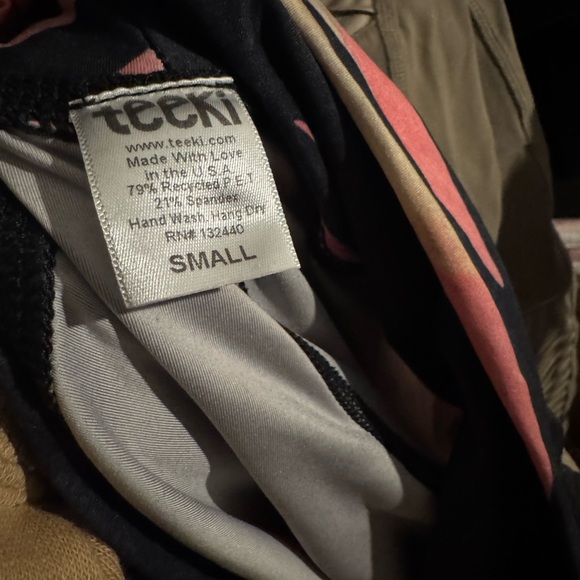 teeki
www.teeki.com
Made With Love
in the U.S.A.
79% Recycled P.E.T
21% Spandex
Hand Wash, Hang Dry
RN# 132440
SMALL